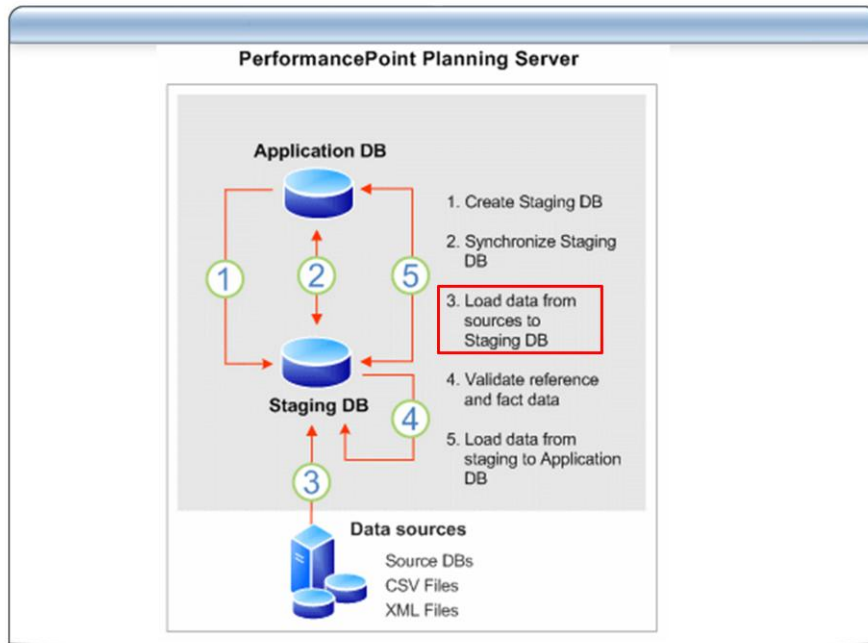 PerformancePoint Planning Server
Application DB
1
2
5
Staging DB
4
3
1. Create Staging DB
2. Synchronize Staging
DB
3. Load data from
sources to
Staging DB
4. Validate reference
and fact data
5. Load data from
staging to Application
DB
Data sources
Source DBs
CSV Files
XML Files